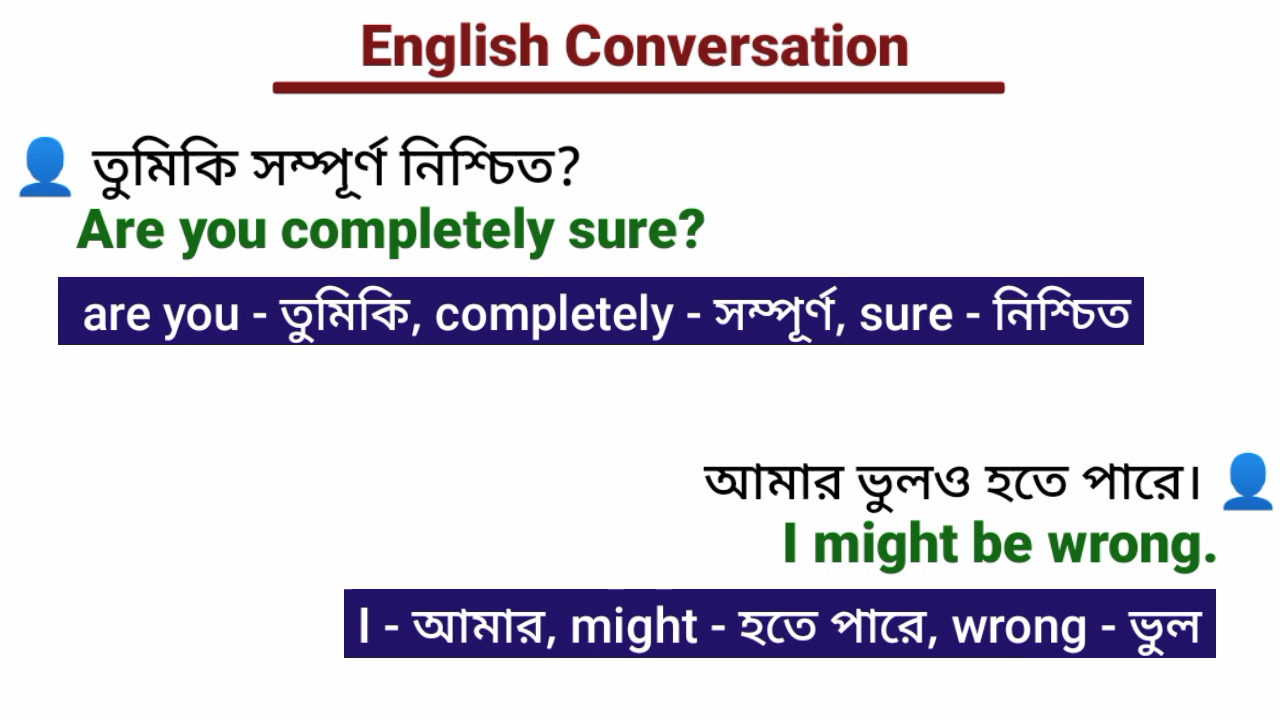 English Conversation
তুমিকি সম্পূর্ণ নিশ্চিত?
Are you completely sure?
are you - তুমিকি, completely - সম্পূর্ণ, sure - নিশ্চিত
আমার ভুলও হতে পারে।
I might be wrong.
I - আমার, might - হতে পারে, wrong - ভুল